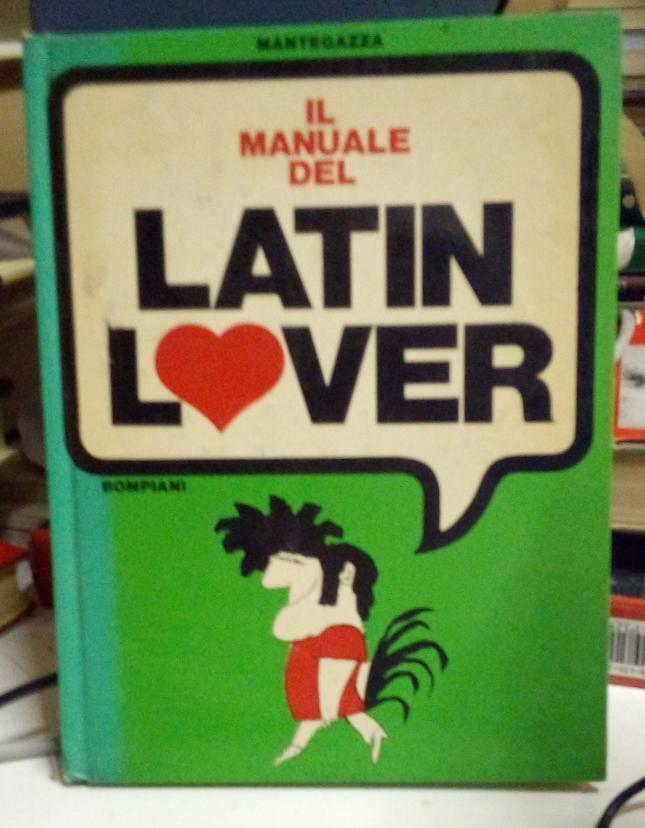 MANTEGAZZA
IL
MANUALE
DEL
LATIN
L❤VER
BOMPIANI